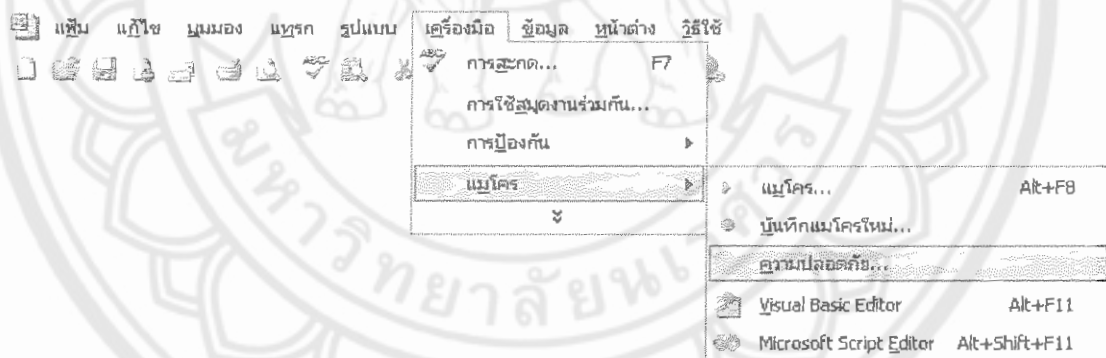 แฟ้ม แก้ไข มุมมอง แทรก รูปแบบ เครื่องมือ ข้อมูล หน้าต่าง วิธีใช้
การสะกด... F7
การใช้สมุดงานร่วมกัน...
การป้องกัน
แมโคร
แมโคร... Alt+F8
บันทึกแมโครใหม่...
ความปลอดภัย...
Visual Basic Editor Alt+F11
Microsoft Script Editor Alt+Shift+F11